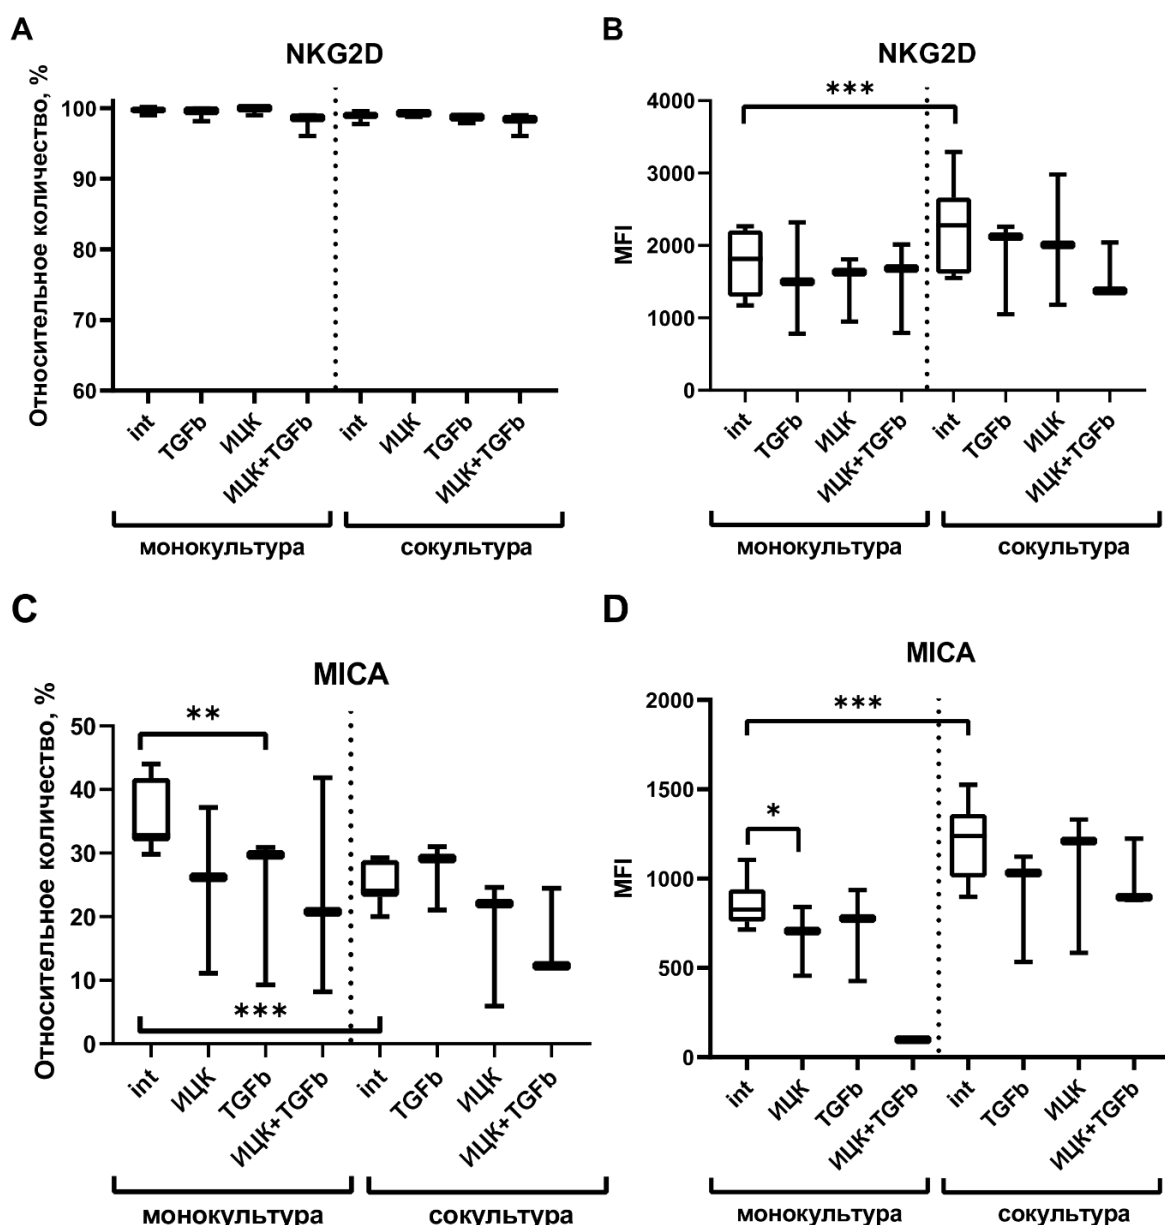 A
NKG2D
Относительное количество, %
100
90
80
70
60
int
TGFb
ИЦК
ИЦК+TGFb
int
ИЦК
TGFb
ИЦК+TGFb
монокультура
сокультура
B
NKG2D
***
MFI
4000
3000
2000
1000
0
int
TGFb
ИЦК
ИЦК+TGFb
int
TGFb
ИЦК
ИЦК+TGFb
монокультура
сокультура
C
MICA
Относительное количество, %
**
***
50
40
30
20
10
0
int
ИЦК
TGFb
ИЦК+TGFb
int
TGFb
ИЦК
ИЦК+TGFb
монокультура
сокультура
D
MICA
***
*
MFI
2000
1500
1000
500
0
int
ИЦК
TGFb
ИЦК+TGFb
int
TGFb
ИЦК
ИЦК+TGFb
монокультура
сокультура